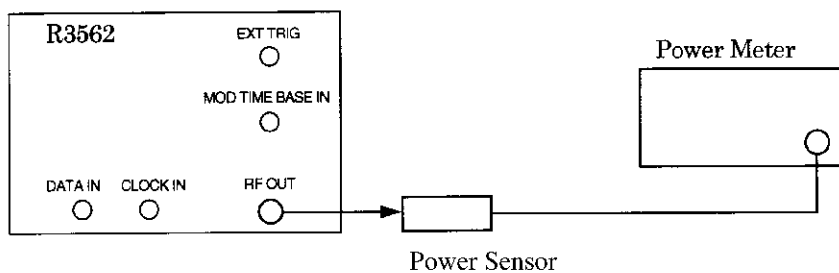 R3562
EXT TRIG
Power Meter
MOD TIME BASE IN
DATA IN CLOCK IN RF OUT
Power Sensor